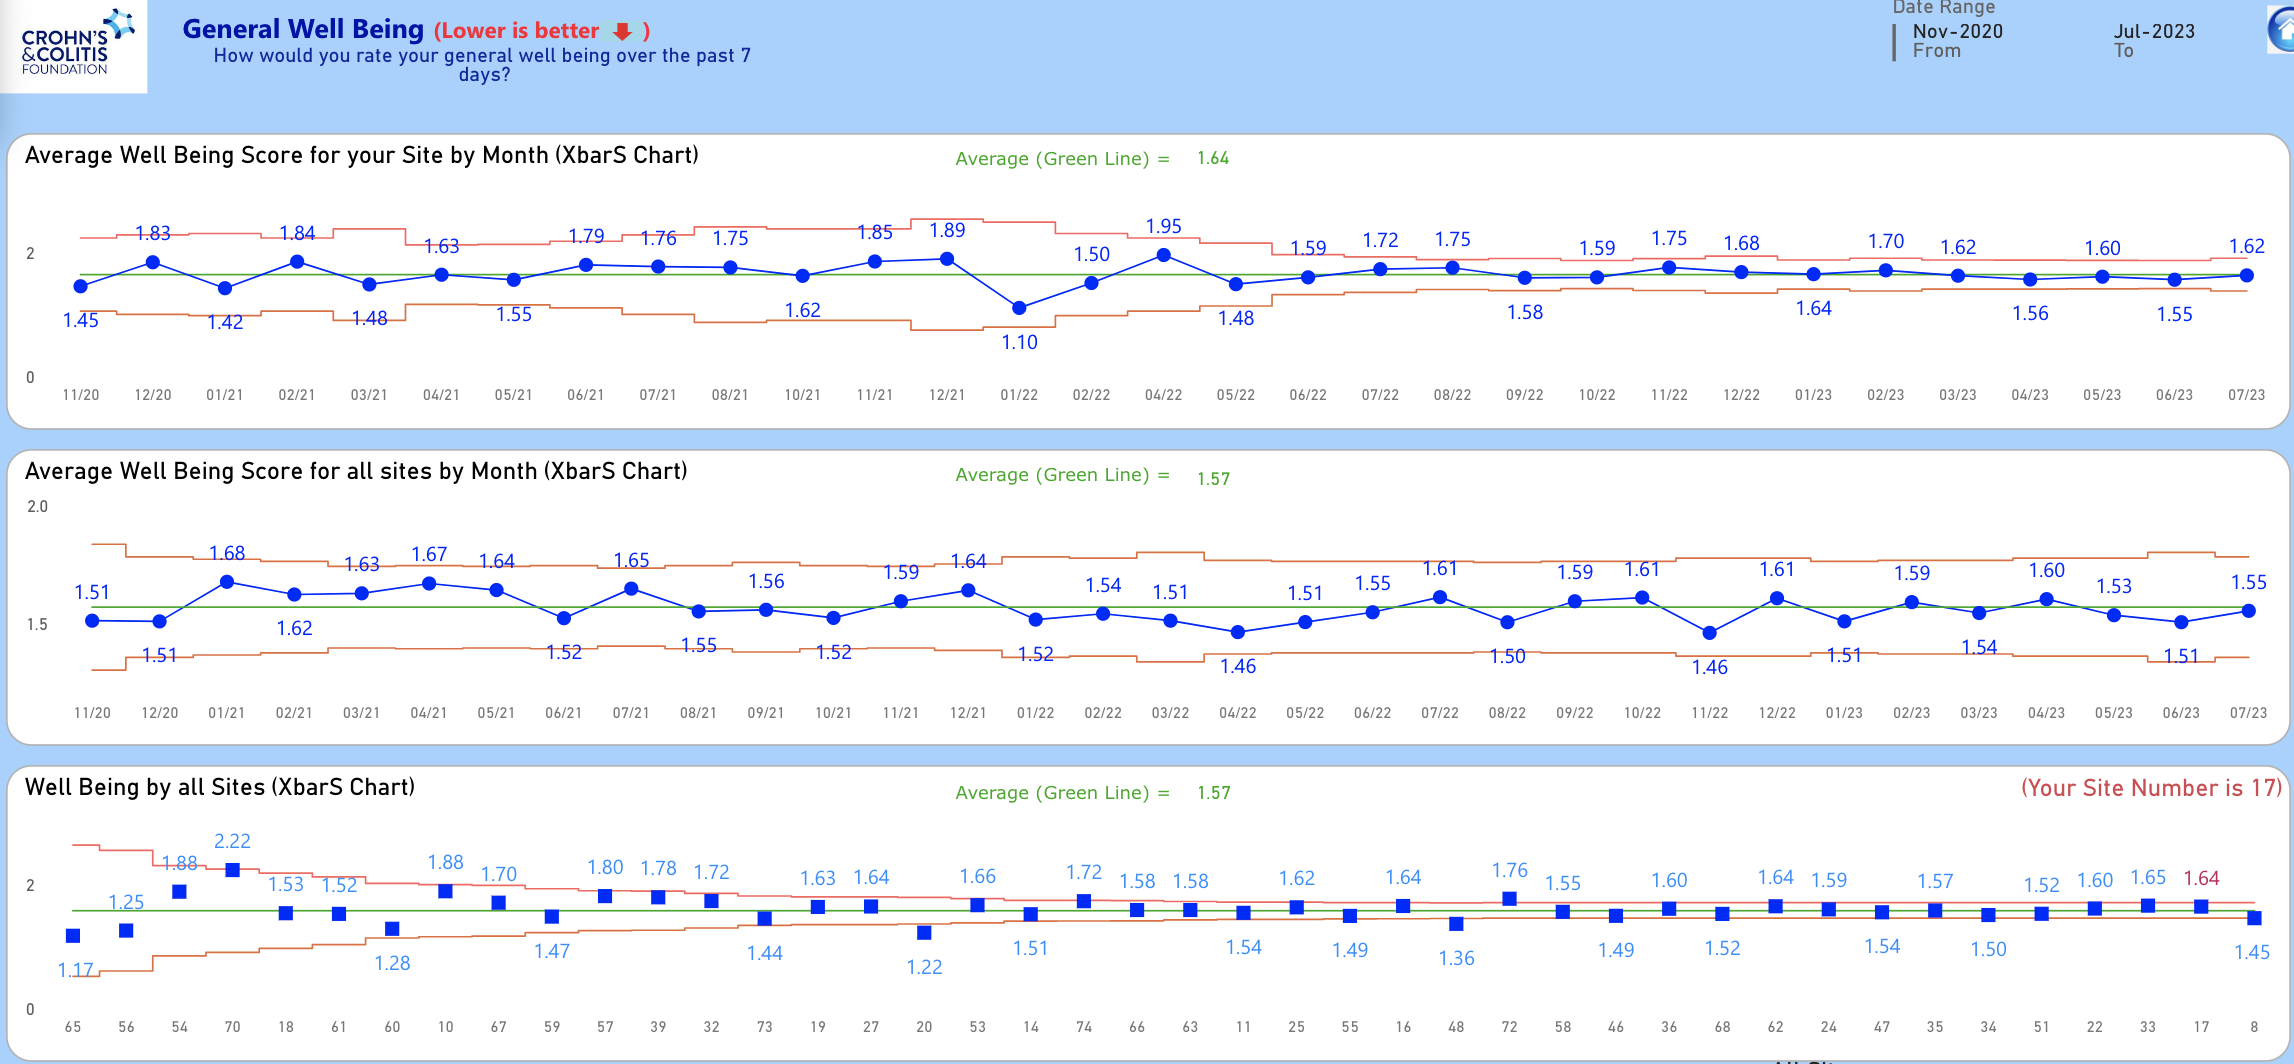 CROHN'S
&COLITIS
FOUNDATION
General Well Being (Lower is better )
How would you rate your general well being over the past 7
days?
Date Range
Nov-2020 Jul-2023
From To
Average Well Being Score for your Site by Month (XbarS Chart)
Average (Green Line) = 1.64
2
0
1.45 1.83 1.42 1.84 1.48 1.63 1.55 1.79 1.76 1.75 1.62 1.85 1.89 1.10 1.50 1.95 1.48 1.59 1.72 1.75 1.58 1.59 1.75 1.68 1.64 1.70 1.62 1.56 1.60 1.55 1.62
11/20 12/20 01/21 02/21 03/21 04/21 05/21 06/21 07/21 08/21 10/21 11/21 12/21 01/22 02/22 04/22 05/22 06/22 07/22 08/22 09/22 10/22 11/22 12/22 01/23 02/23 03/23 04/23 05/23 06/23 07/23
Average Well Being Score for all sites by Month (XbarS Chart)
Average (Green Line) = 1.57
2.0
1.5
1.51 1.51 1.68 1.62 1.63 1.67 1.64 1.52 1.65 1.55 1.56 1.52 1.59 1.64 1.52 1.54 1.51 1.46 1.51 1.55 1.61 1.50 1.59 1.61 1.46 1.61 1.51 1.59 1.54 1.60 1.53 1.51 1.55
11/20 12/20 01/21 02/21 03/21 04/21 05/21 06/21 07/21 08/21 09/21 10/21 11/21 12/21 01/22 02/22 03/22 04/22 05/22 06/22 07/22 08/22 09/22 10/22 11/22 12/22 01/23 02/23 03/23 04/23 05/23 06/23 07/23
Well Being by all Sites (XbarS Chart)
Average (Green Line) = 1.57
(Your Site Number is 17)
2
0
1.17 1.25 1.88 2.22 1.53 1.52 1.28 1.88 1.70 1.47 1.80 1.78 1.72 1.44 1.63 1.64 1.22 1.66 1.51 1.72 1.58 1.58 1.54 1.62 1.49 1.64 1.36 1.76 1.55 1.49 1.60 1.52 1.64 1.59 1.54 1.57 1.50 1.52 1.60 1.65 1.64 1.45
65 56 54 70 18 61 60 10 67 59 57 39 32 73 19 27 20 53 14 74 66 63 11 25 55 16 48 72 58 46 36 68 62 24 47 35 34 51 22 33 17 8